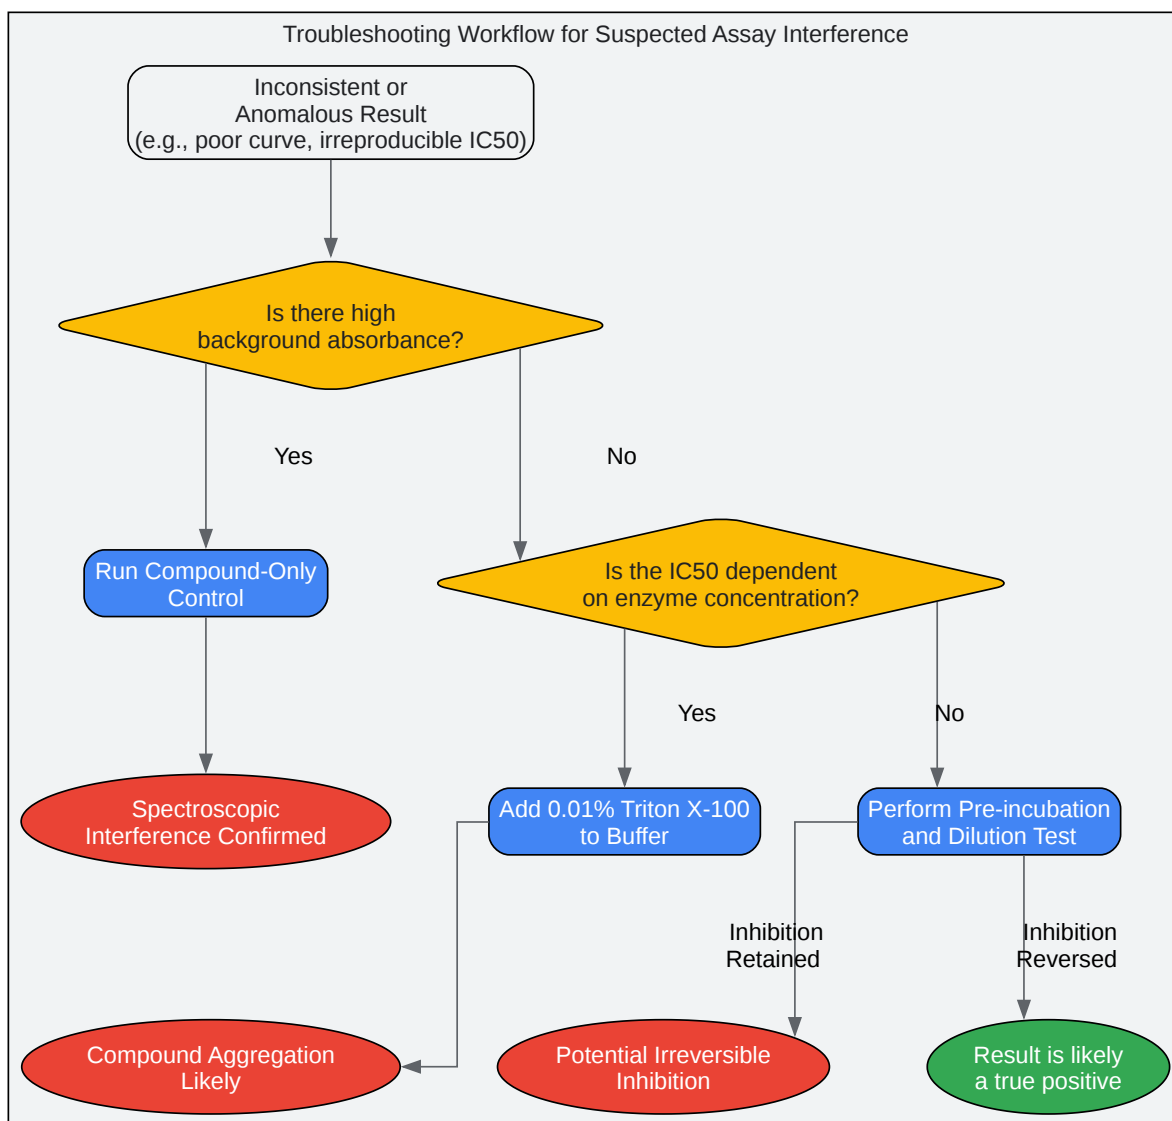 Troubleshooting Workflow for Suspected Assay Interference
Inconsistent or
Anomalous Result
(e.g., poor curve, irreproducible IC50)
Is there high
background absorbance?
Yes
No
Run Compound-Only
Control
Is the IC50 dependent
on enzyme concentration?
Yes
No
Spectroscopic
Interference Confirmed
Add 0.01% Triton X-100
to Buffer
Perform Pre-incubation
and Dilution Test
Inhibition
Retained
Inhibition
Reversed
Compound Aggregation
Likely
Potential Irreversible
Inhibition
Result is likely
a true positive